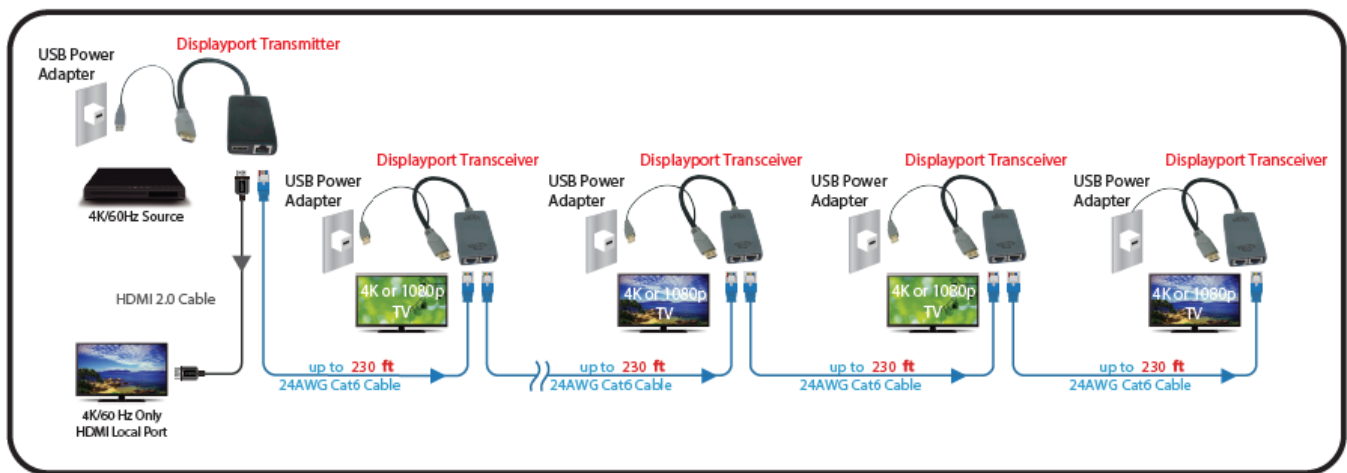 Displayport Transmitter
USB Power
Adapter
4K/60Hz Source
HDMI 2.0 Cable
4K/60 Hz Only
HDMI Local Port
Displayport Transceiver
USB Power
Adapter
4K or 1080p
TV
up to 230 ft
24AWG Cat6 Cable
Displayport Transceiver
USB Power
Adapter
4K or 1080p
TV
up to 230 ft
24AWG Cat6 Cable
Displayport Transceiver
USB Power
Adapter
4K or 1080p
TV
up to 230 ft
24AWG Cat6 Cable
Displayport Transceiver
USB Power
Adapter
4K or 1080p
TV
up to 230 ft
24AWG Cat6 Cable